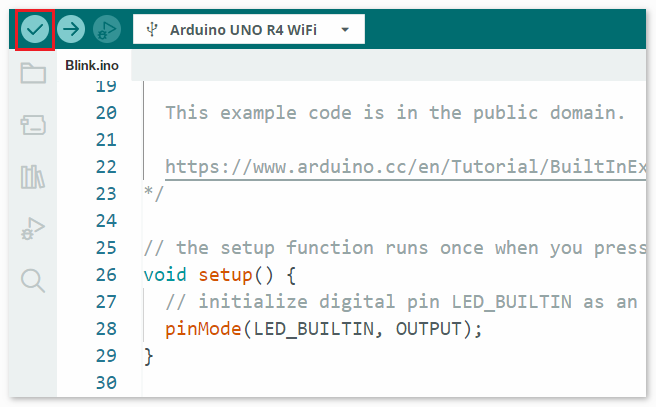 Arduino UNO R4 WiFi
Blink.ino
19
20 This example code is in the public domain.
21
22 https://www.arduino.cc/en/Tutorial/BuiltInEx
23 */
24
25 // the setup function runs once when you press
26 void setup() {
27 // initialize digital pin LED_BUILTIN as an
28 pinMode(LED_BUILTIN, OUTPUT);
29 }
30